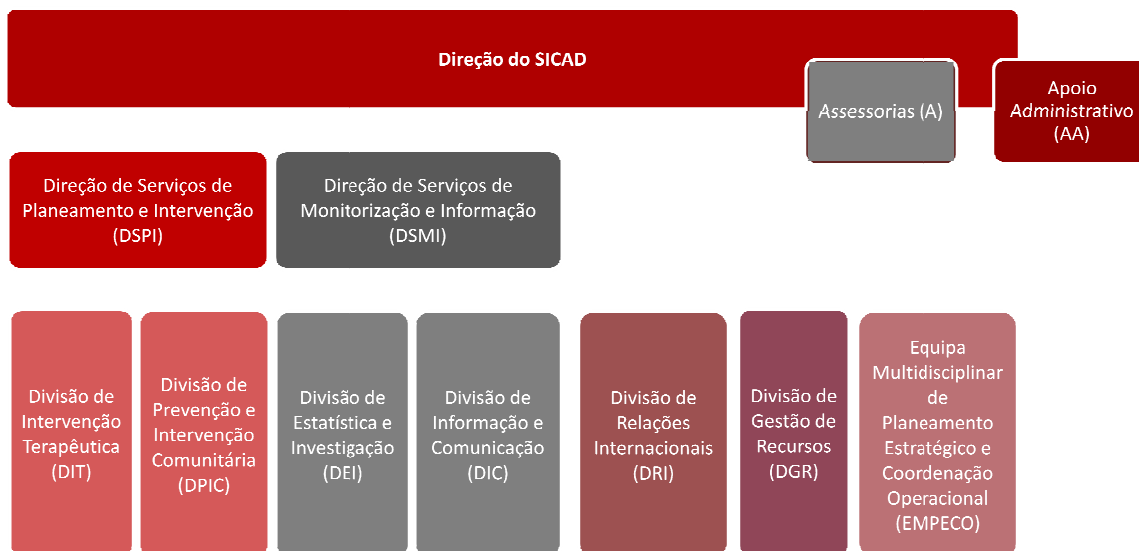 Direção do SICAD
Assessorias (A)
Apoio
Administrativo
(AA)
Direção de Serviços de
Planeamento e Intervenção
(DSPI)
Direção de Serviços de
Monitorização e Informação
(DSMI)
Divisão de
Intervenção
Terapêutica
(DIT)
Divisão de
Prevenção e
Intervenção
Comunitária
(DPIC)
Divisão de
Estatística e
Investigação
(DEI)
Divisão de
Informação e
Comunicação
(DIC)
Divisão de
Relações
Internacionais
(DRI)
Divisão de
Gestão de
Recursos
(DGR)
Equipa
Multidisciplinar
de
Planeamento
Estratégico e
Coordenação
Operacional
(EMPECO)